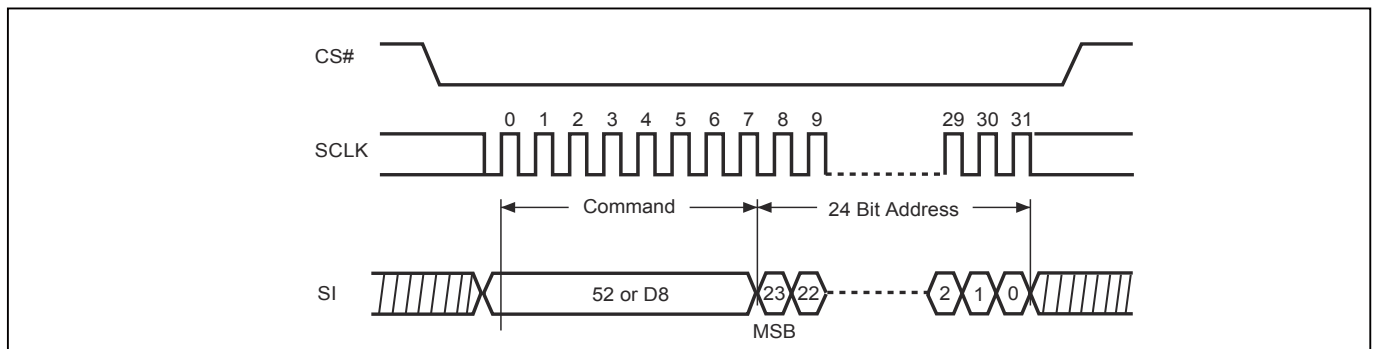 CS#
0 1 2 3 4 5 6 7 8 9 29 30 31
SCLK
Command 24 Bit Address
SI 52 or D8 23 22 2 1 0
MSB